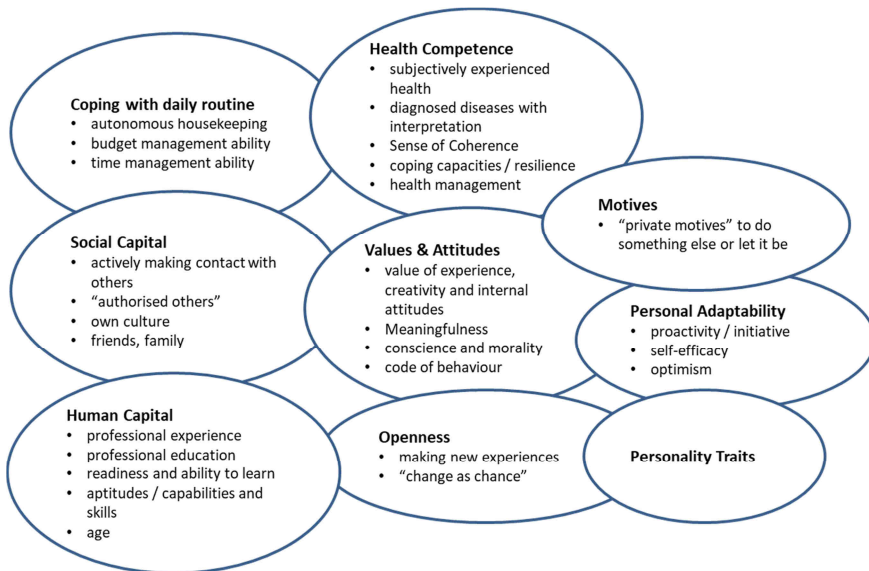 Coping with daily routine
• autonomous housekeeping
• budget management ability
• time management ability
Health Competence
• subjectively experienced
health
• diagnosed diseases with
interpretation
• Sense of Coherence
• coping capacities / resilience
• health management
Motives
• “private motives” to do
something else or let it be
Social Capital
• actively making contact with
others
• “authorised others”
• own culture
• friends, family
Values & Attitudes
• value of experience,
creativity and internal
attitudes
• Meaningfulness
• conscience and morality
• code of behaviour
Personal Adaptability
• proactivity / initiative
• self-efficacy
• optimism
Human Capital
• professional experience
• professional education
• readiness and ability to learn
• aptitudes / capabilities and
skills
• age
Openness
• making new experiences
• “change as chance”
Personality Traits